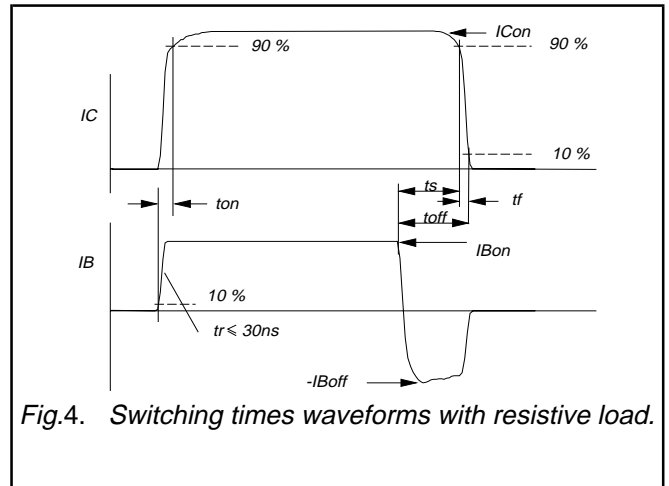 ICon
90 %
90 %
IC
10 %
ts
ton
tf
toff
IBon
IB
10 %
tr ≤ 30ns
-IBoff
Fig.4. Switching times waveforms with resistive load.